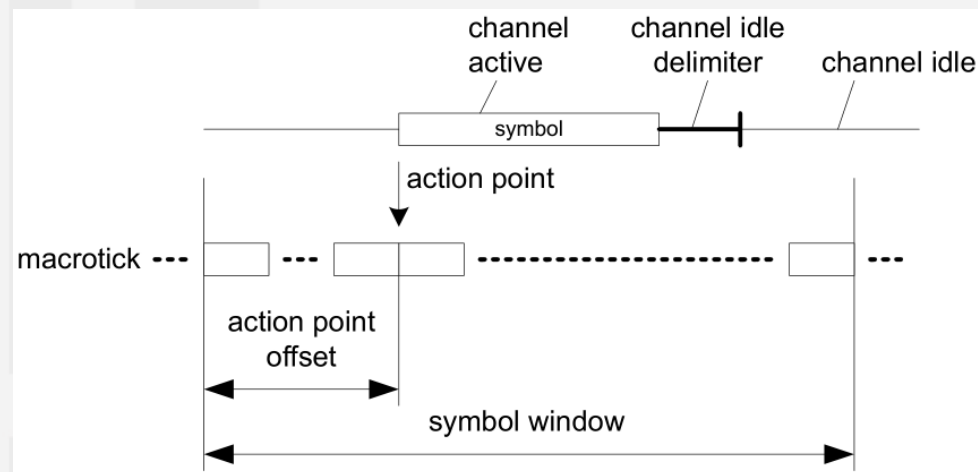 channel
active
channel idle
delimiter
channel idle
symbol
action point
macrotick
action point
offset
symbol window